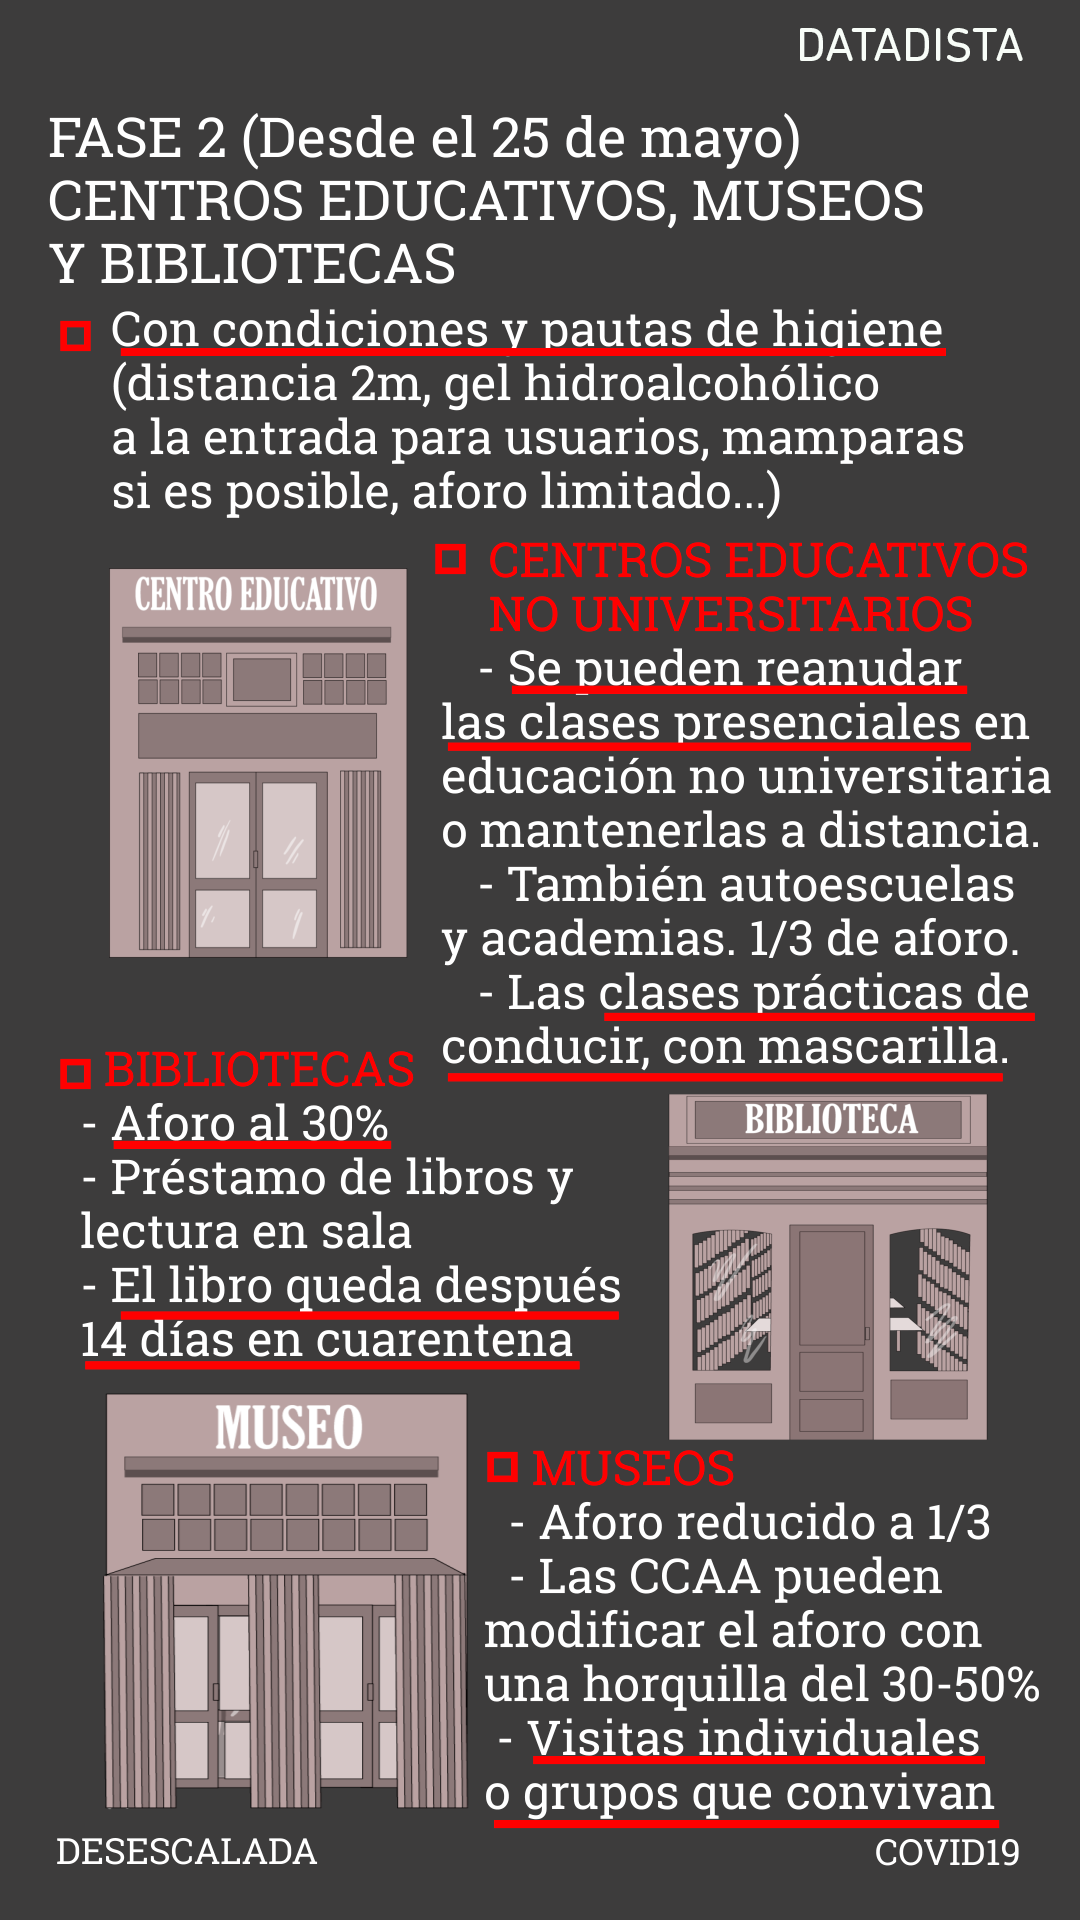 DATADISTA
FASE 2 (Desde el 25 de mayo)
CENTROS EDUCATIVOS, MUSEOS
Y BIBLIOTECAS
Con condiciones y pautas de higiene
(distancia 2m, gel hidroalcohólico
a la entrada para usuarios, mamparas
si es posible, aforo limitado...)
CENTRO EDUCATIVO
CENTROS EDUCATIVOS
NO UNIVERSITARIOS
- Se pueden reanudar
las clases presenciales en
educación no universitaria
o mantenerlas a distancia.
- También autoescuelas
y academias. 1/3 de aforo.
- Las clases prácticas de
conducir, con mascarilla.
BIBLIOTECAS
- Aforo al 30%
- Préstamo de libros y
lectura en sala
- El libro queda después
14 días en cuarentena
BIBLIOTECA
MUSEO
MUSEOS
- Aforo reducido a 1/3
- Las CCAA pueden
modificar el aforo con
una horquilla del 30-50%
- Visitas individuales
o grupos que convivan
DESESCALADA
COVID19